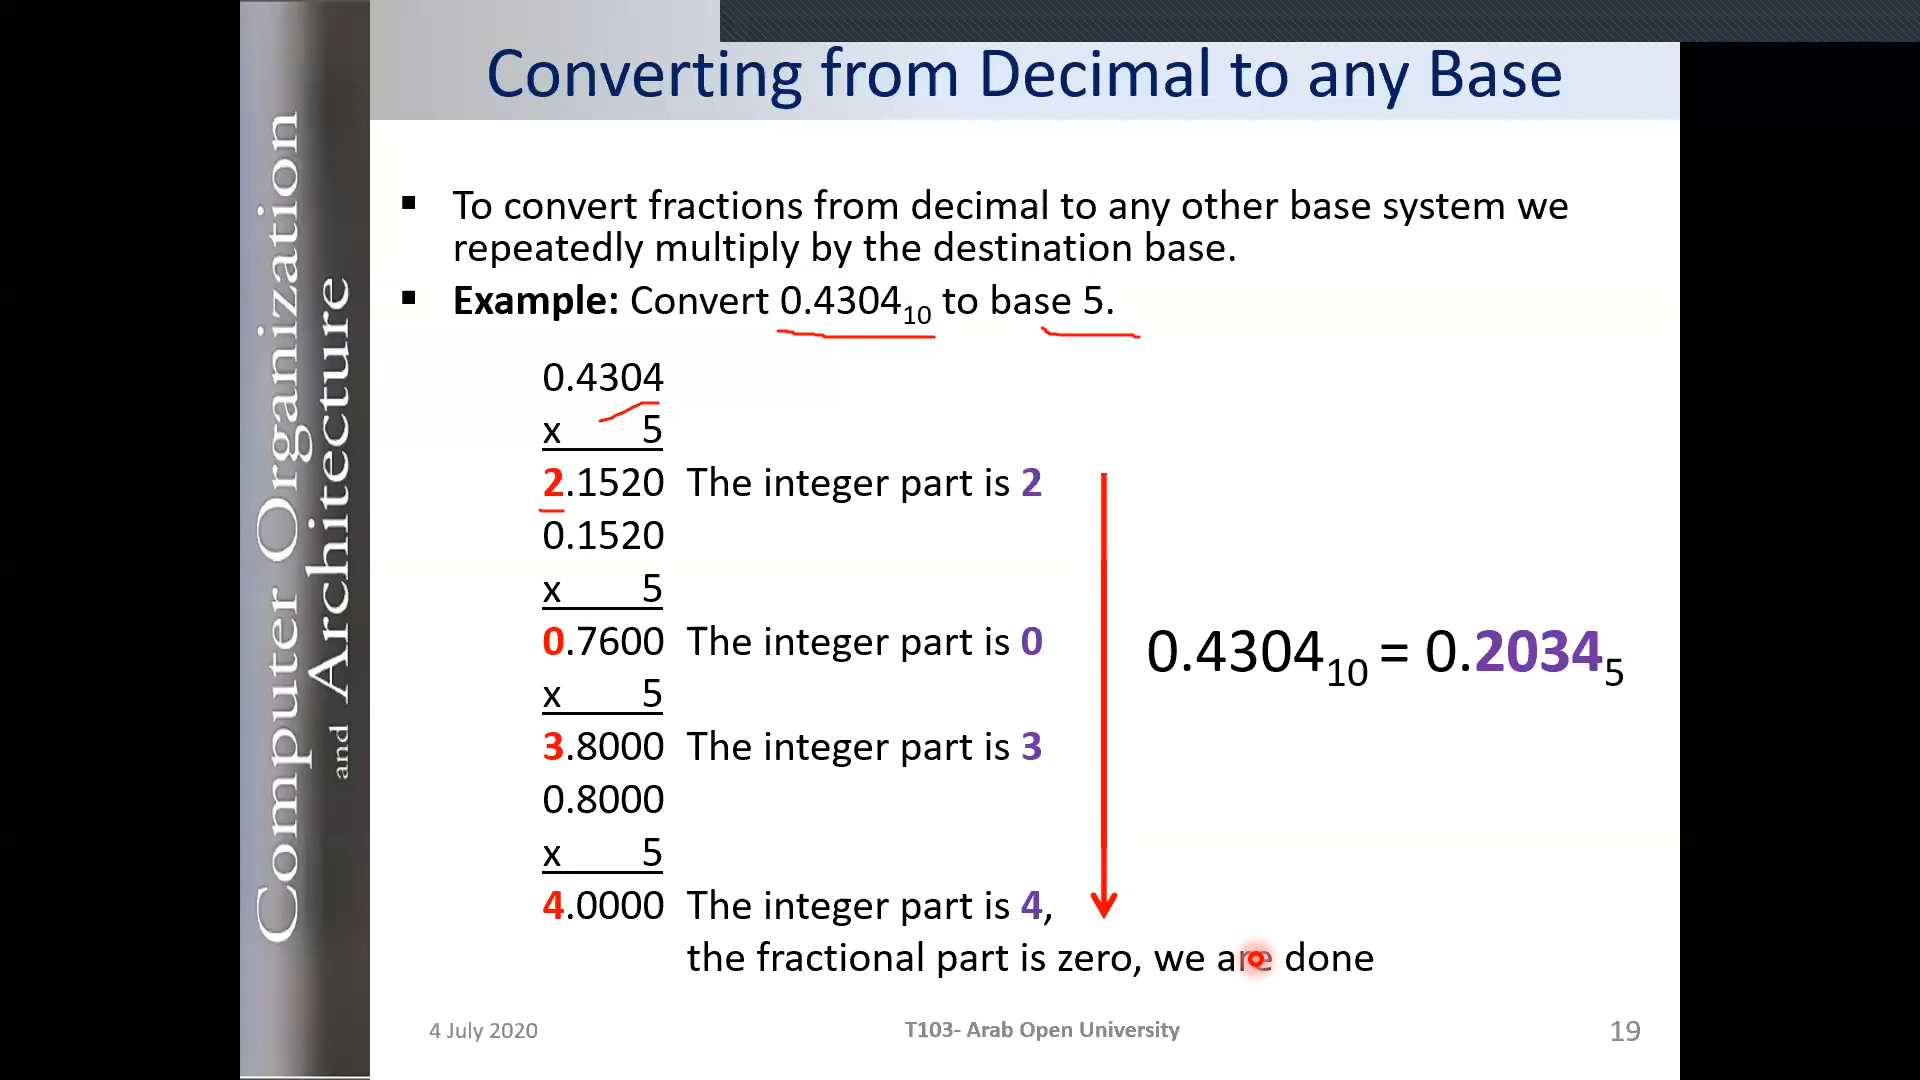 Computer Organization
and Architecture
Converting from Decimal to any Base
▪ To convert fractions from decimal to any other base system we
repeatedly multiply by the destination base.
▪ Example: Convert 0.4304₁₀ to base 5.
0.4304
x 5
2.1520 The integer part is 2
0.1520
x 5
0.7600 The integer part is 0
x 5
3.8000 The integer part is 3
0.8000
x 5
4.0000 The integer part is 4,
the fractional part is zero, we are done
0.4304₁₀ = 0.2034₅
4 July 2020
T103- Arab Open University
19